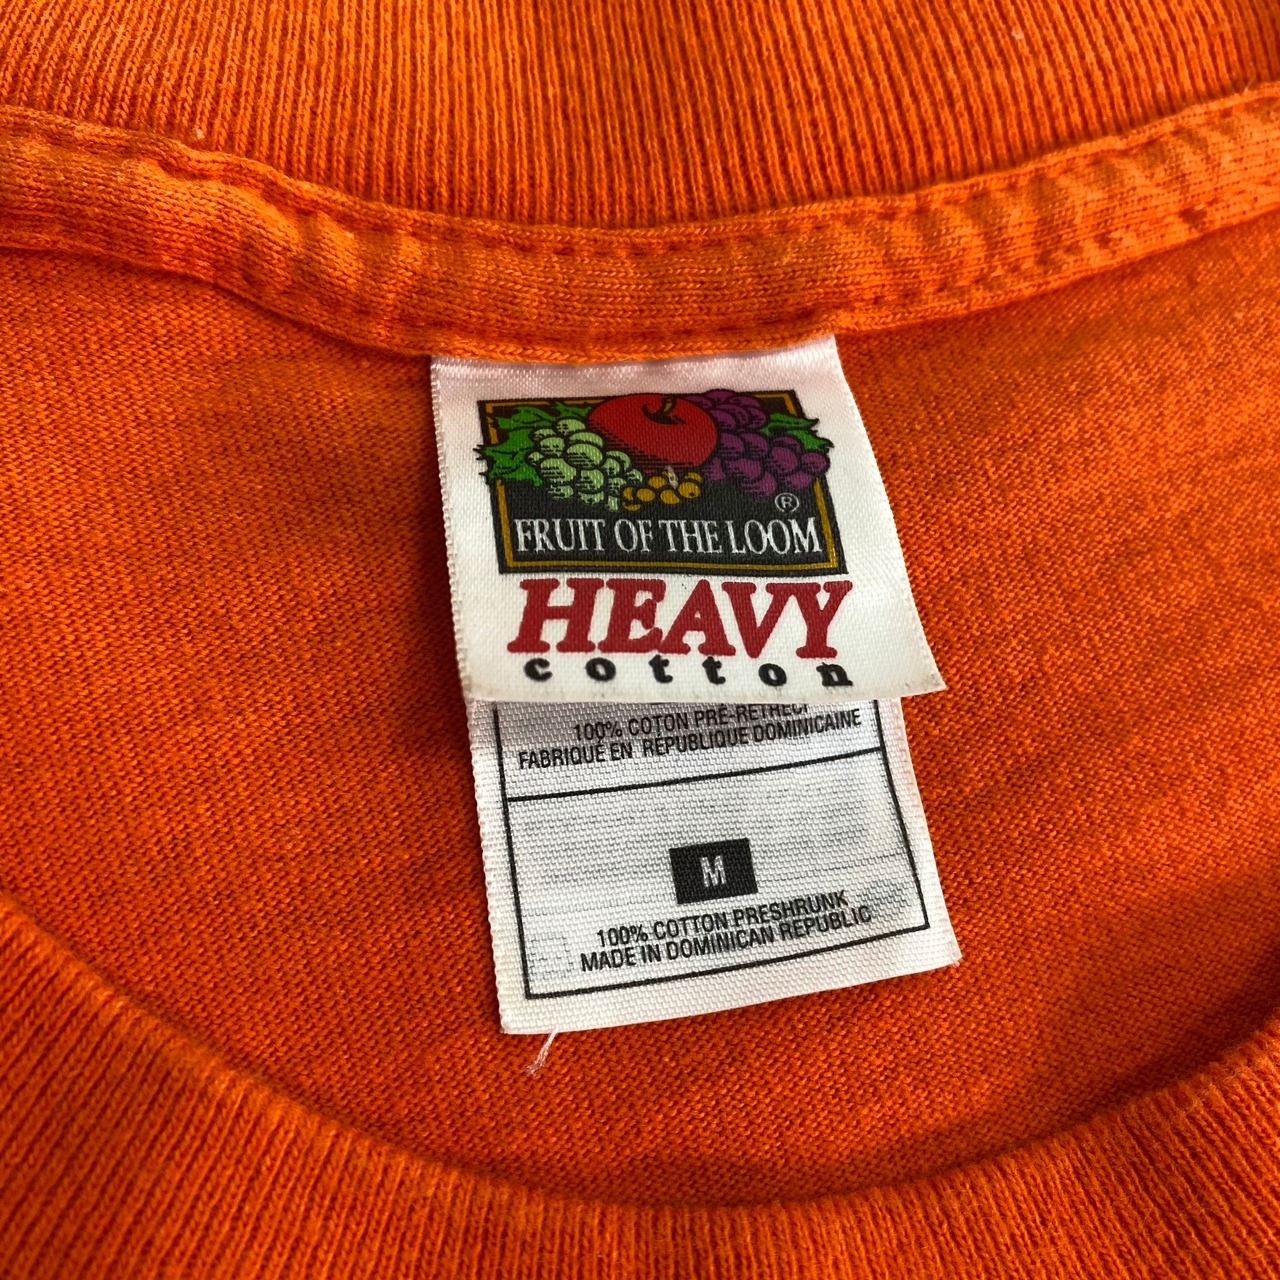 ®
FRUIT OF THE LOOM
HEAVY
cotton
100% COTON PRÉ-RÉTRÉCI
FABRIQUÉ EN RÉPUBLIQUE DOMINICAINE
M
100% COTTON PRESHRUNK
MADE IN DOMINICAN REPUBLIC